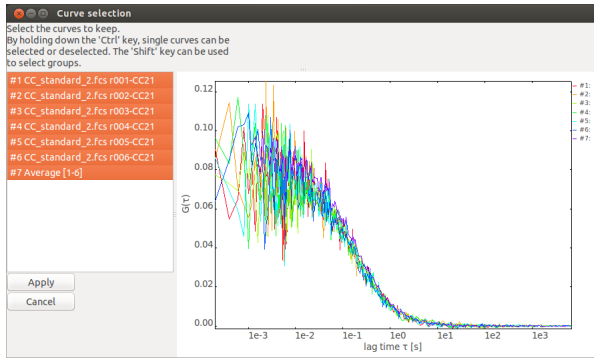 Curve selection
Select the curves to keep.
By holding down the 'Ctrl' key, single curves can be
selected or deselected. The 'Shift' key can be used
to select groups.
#1 CC_standard_2.fcs r001-CC21
#2 CC_standard_2.fcs r002-CC21
#3 CC_standard_2.fcs r003-CC21
#4 CC_standard_2.fcs r004-CC21
#5 CC_standard_2.fcs r005-CC21
#6 CC_standard_2.fcs r006-CC21
#7 Average [1-6]
Apply
Cancel
G(τ)
0.12
0.10
0.08
0.06
0.04
0.02
0.00
1e-3 1e-2 1e-1 1e0 1e1 1e2 1e3
lag time τ [s]
#1:
#2:
#3:
#4:
#5:
#6:
#7: